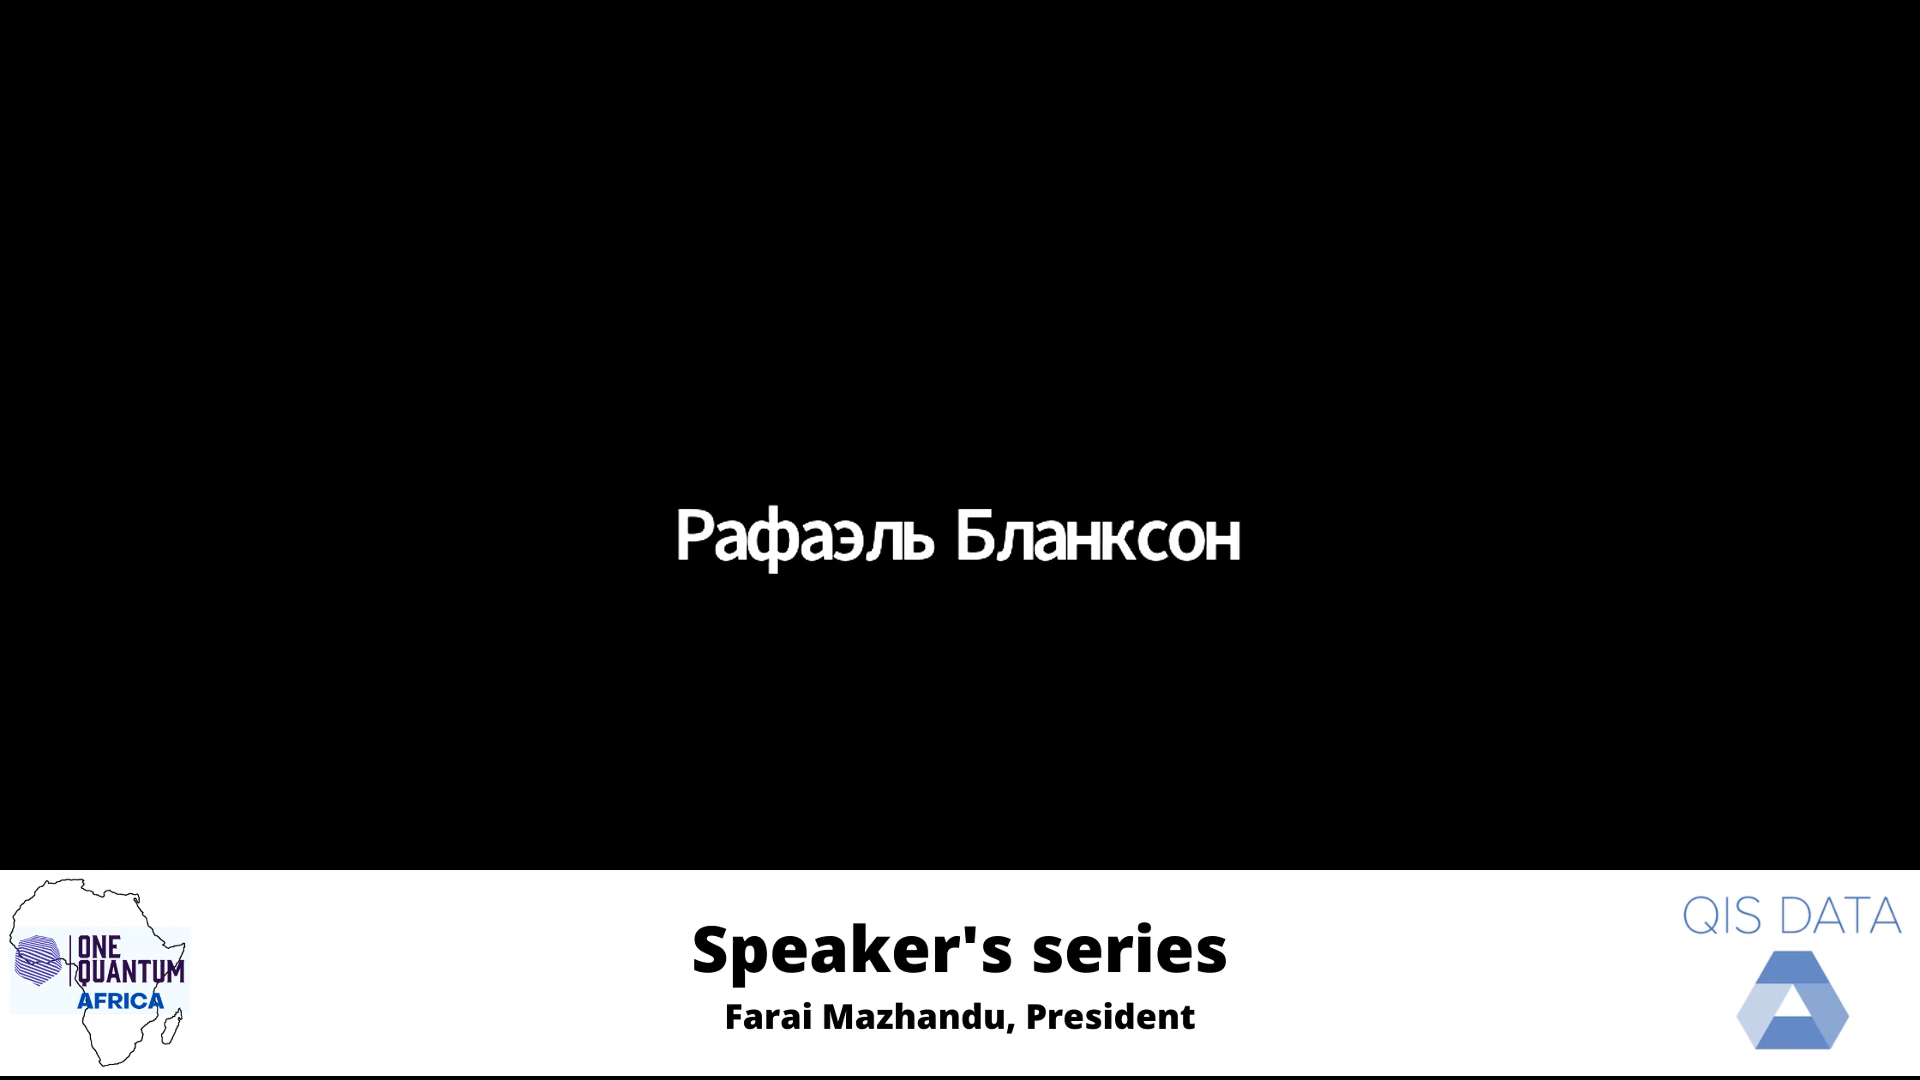 Рафаэль Бланксон
ONE
QUANTUM
AFRICA
Speaker's series
Farai Mazhandu, President
QIS DATA